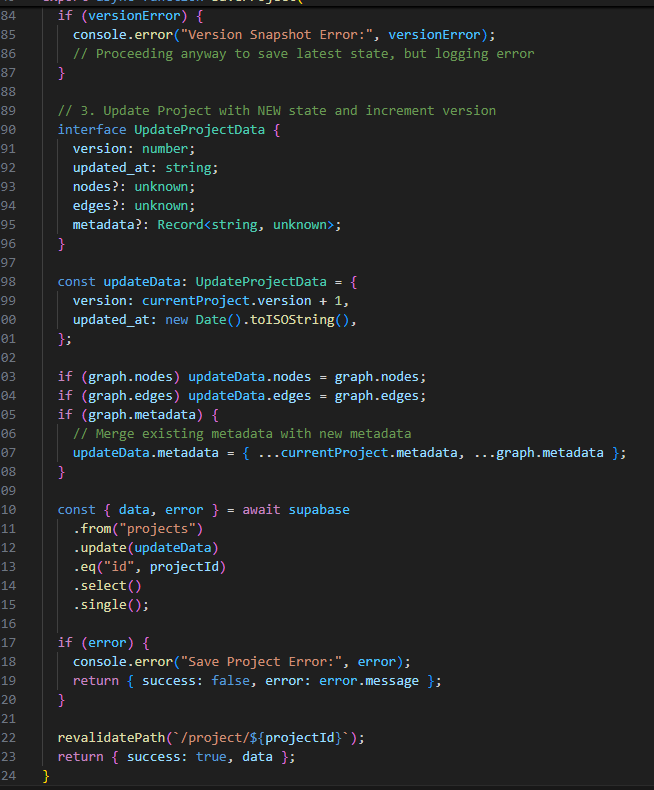 84 if (versionError) {
85 console.error("Version Snapshot Error:", versionError);
86 // Proceeding anyway to save latest state, but logging error
87 }
88
89 // 3. Update Project with NEW state and increment version
90 interface UpdateProjectData {
91 version: number;
92 updated_at: string;
93 nodes?: unknown;
94 edges?: unknown;
95 metadata?: Record<string, unknown>;
96 }
97
98 const updateData: UpdateProjectData = {
99 version: currentProject.version + 1,
00 updated_at: new Date().toISOString(),
01 };
02
03 if (graph.nodes) updateData.nodes = graph.nodes;
04 if (graph.edges) updateData.edges = graph.edges;
05 if (graph.metadata) {
06 // Merge existing metadata with new metadata
07 updateData.metadata = { ...currentProject.metadata, ...graph.metadata };
08 }
09
10 const { data, error } = await supabase
11 .from("projects")
12 .update(updateData)
13 .eq("id", projectId)
14 .select()
15 .single();
16
17 if (error) {
18 console.error("Save Project Error:", error);
19 return { success: false, error: error.message };
20 }
21
22 revalidatePath(`/project/${projectId}`);
23 return { success: true, data };
24 }